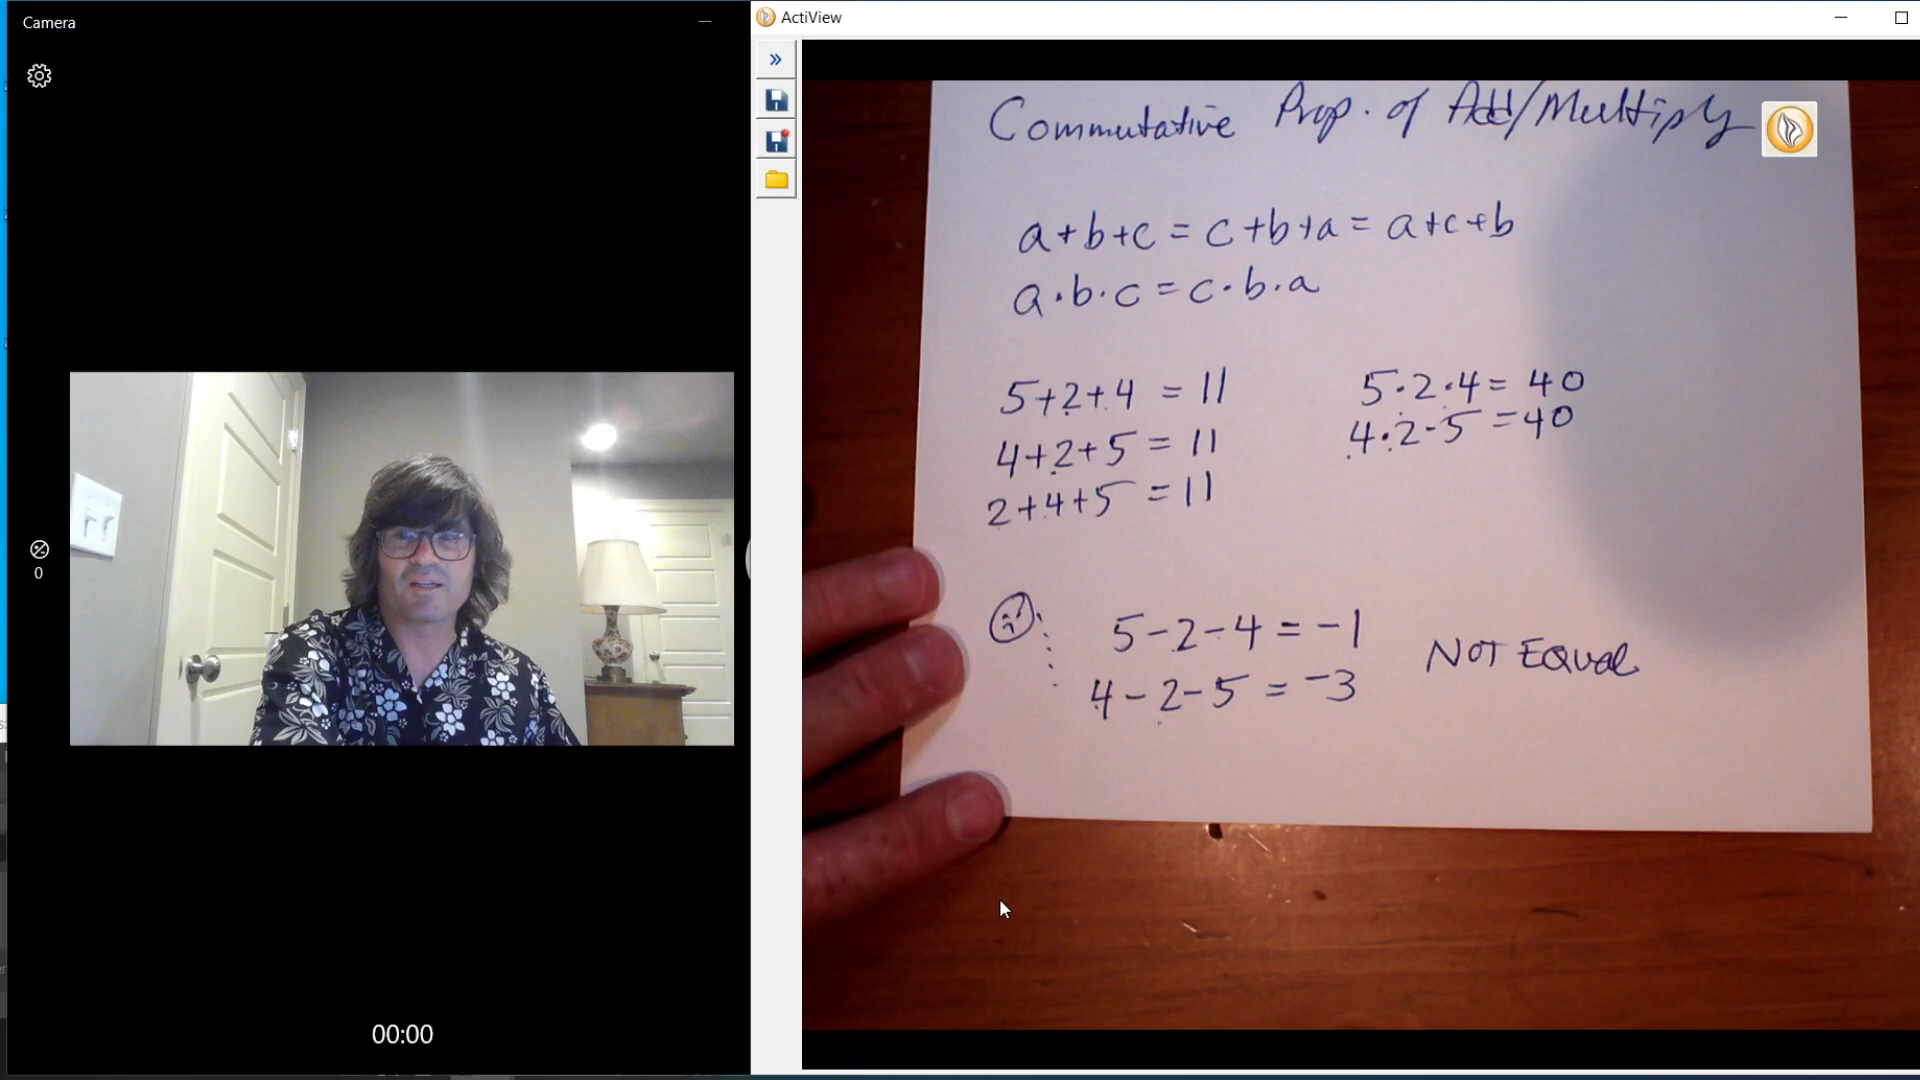 Camera
0
00:00
ActiView
»
Commutative Prop. of Add/Multiply
a+b+c = c+b+a = a+c+b
a·b·c = c·b·a
5+2+4 = 11
4+2+5 = 11
2+4+5 = 11
5·2·4 = 40
4·2·5 = 40
5-2-4 = -1
4-2-5 = -3
NOT EQUAL